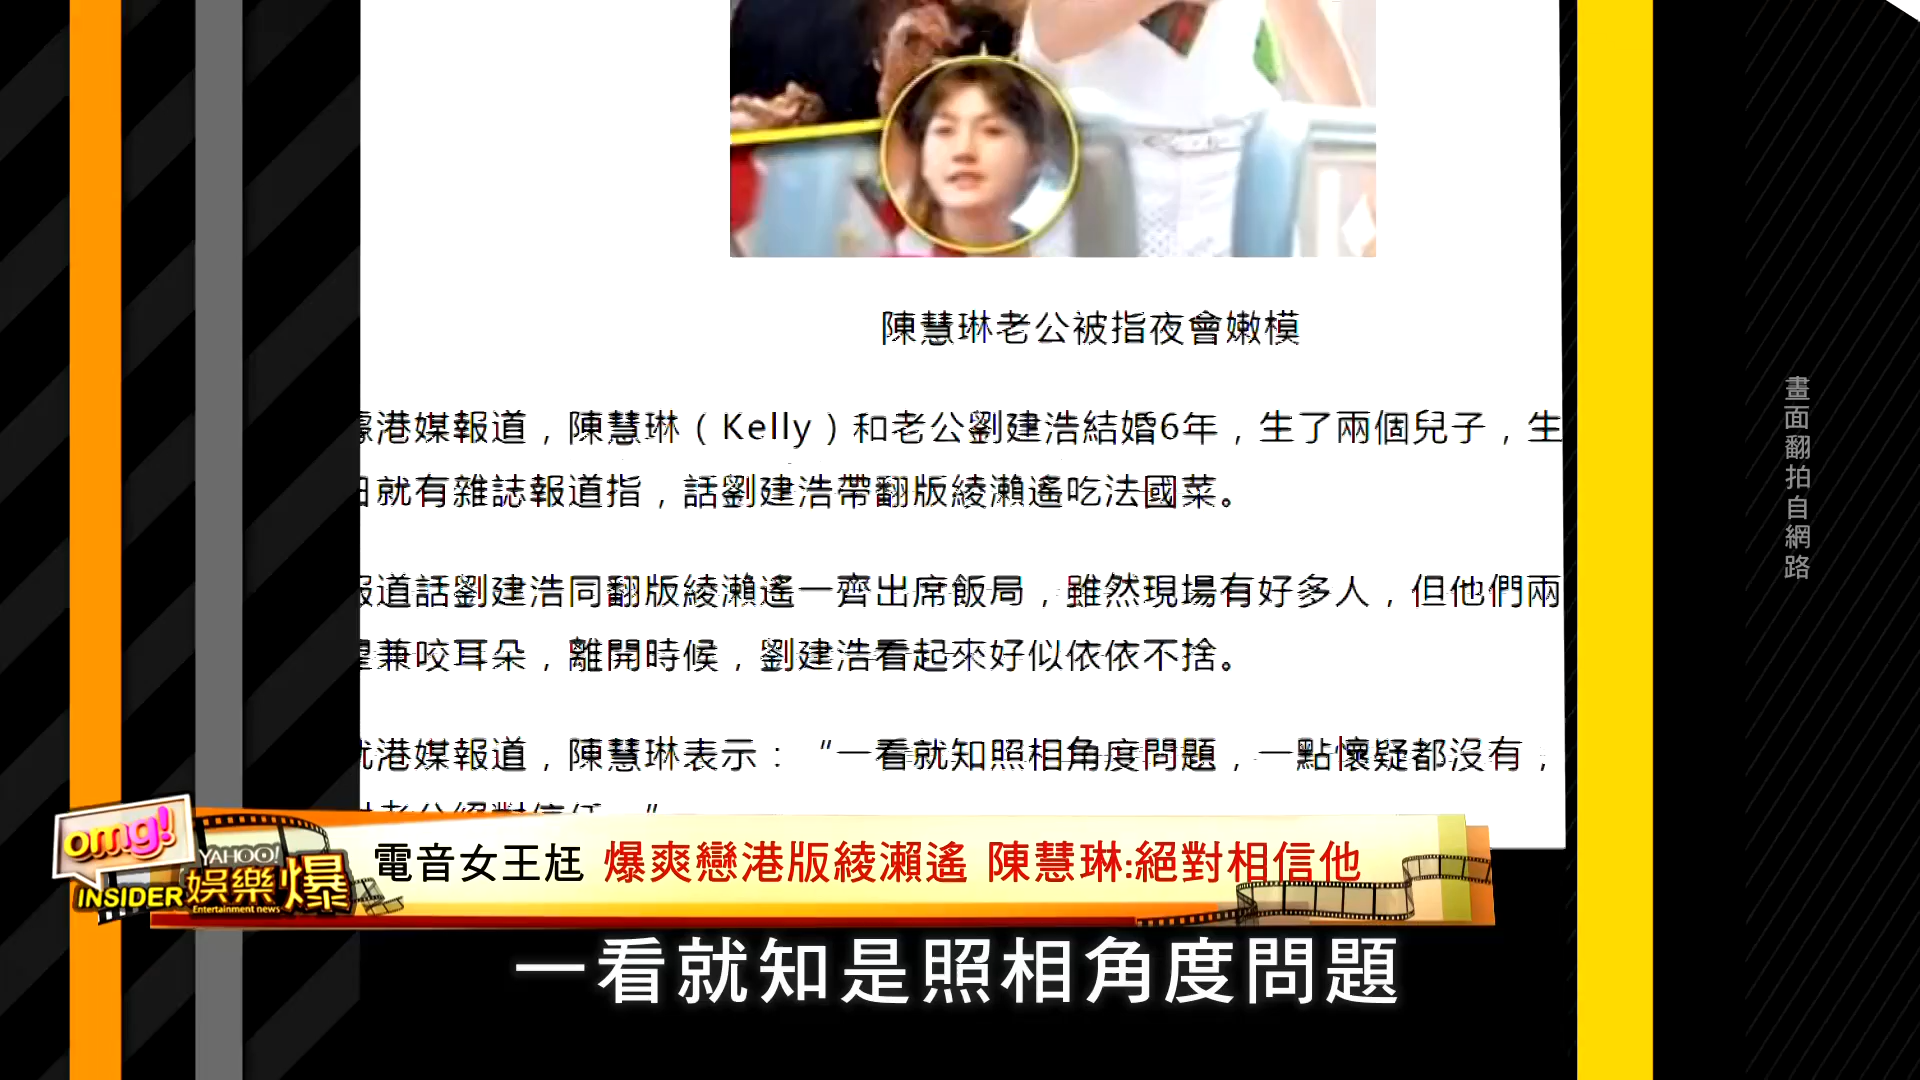 陳慧琳老公被指夜會嫩模
港媒報道，陳慧琳（Kelly）和老公劉建浩結婚6年，生了兩個兒子，生
就有雜誌報道指，話劉建浩帶翻版綾瀨遙吃法國菜。
道話劉建浩同翻版綾瀨遙一齊出席飯局，雖然現場有好多人，但他們兩
兼咬耳朵，離開時候，劉建浩看起來好似依依不捨。
港媒報道，陳慧琳表示：“一看就知照相角度問題，一點懷疑都沒有，
畫面翻拍自網路
omg!
INSIDER
YAHOO!
娛樂爆
Entertainment news
電音女王尪 爆爽戀港版綾瀨遙 陳慧琳:絕對相信他
一看就知是照相角度問題